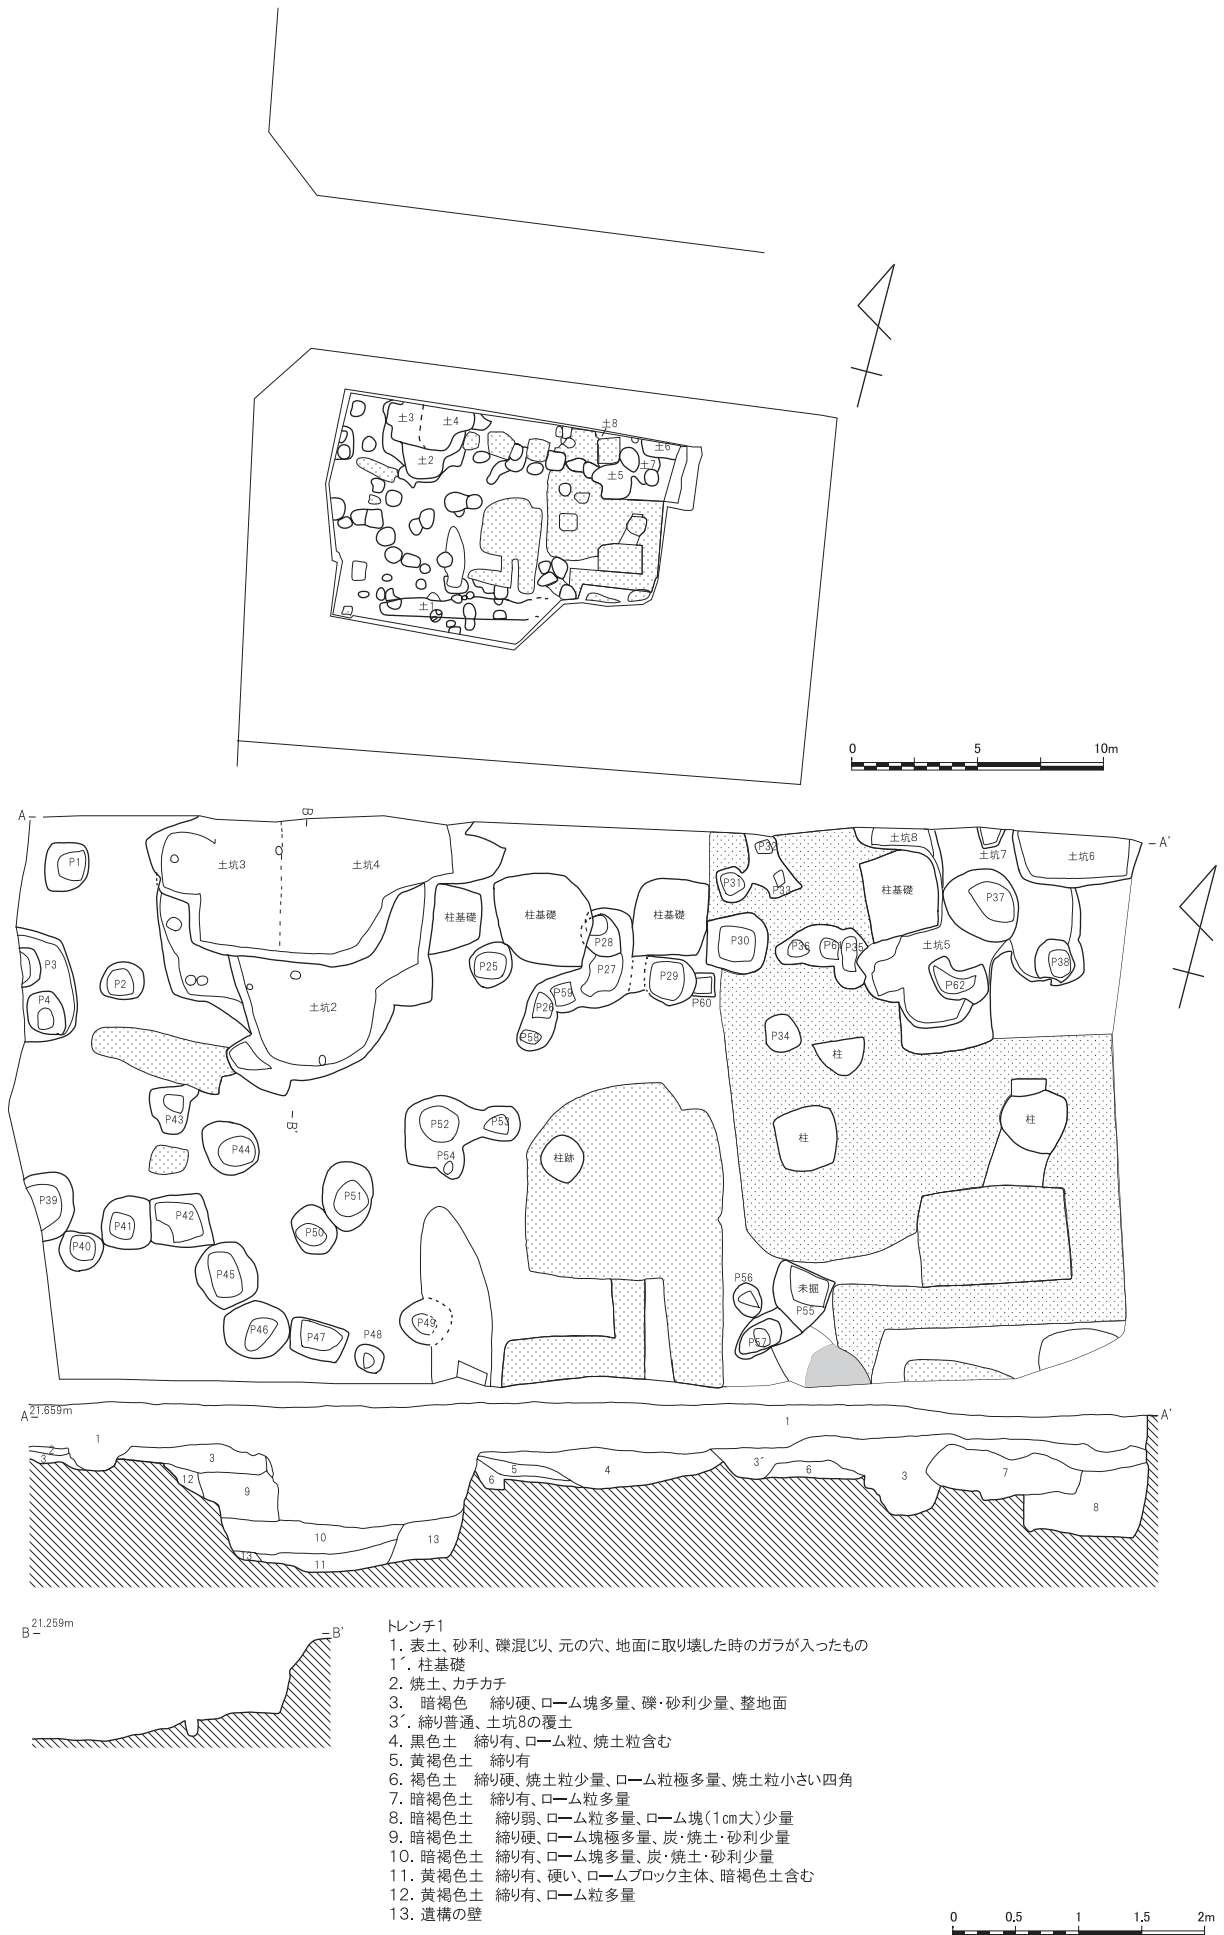 土3
土4
土8
土6
土2
土7
土5
土1
0 5 10m
A
B
A'
P1
土坑3
土坑4
P32
土坑8
土坑7
土坑6
P31
P33
柱基礎
P37
柱基礎
柱基礎
柱基礎
P3
P28
P30
P36
P61
P35
土坑5
P38
P4
P2
P25
P27
P29
P62
P59
P60
P26
土坑2
P58
P34
柱
P43
B'
P52
P53
柱
柱
P44
P54
柱跡
P39
P51
P41
P42
P40
P50
P45
P56
未掘
P55
P49
P46
P47
P48
P57
A 21.659m
A'
1
1
2
3
3
12
9
10
13
13
11
5
6
4
3´
6
3
7
8
B 21.259m
B'
トレンチ1
1. 表土、砂利、礫混じり、元の穴、地面に取り壊した時のガラが入ったもの
1´. 柱基礎
2. 焼土、カチカチ
3. 暗褐色 締り硬、ローム塊多量、礫・砂利少量、整地面
3´. 締り普通、土坑8の覆土
4. 黒色土 締り有、ローム粒、焼土粒含む
5. 黄褐色土 締り有
6. 褐色土 締り硬、焼土粒少量、ローム粒極多量、焼土粒小さい四角
7. 暗褐色土 締り有、ローム粒多量
8. 暗褐色土 締り弱、ローム粒多量、ローム塊(1㎝大)少量
9. 暗褐色土 締り硬、ローム塊極多量、炭・焼土・砂利少量
10. 暗褐色土 締り有、ローム塊多量、炭・焼土・砂利少量
11. 黄褐色土 締り有、硬い、ロームブロック主体、暗褐色土含む
12. 黄褐色土 締り有、ローム粒多量
13. 遺構の壁
0 0.5 1 1.5 2m